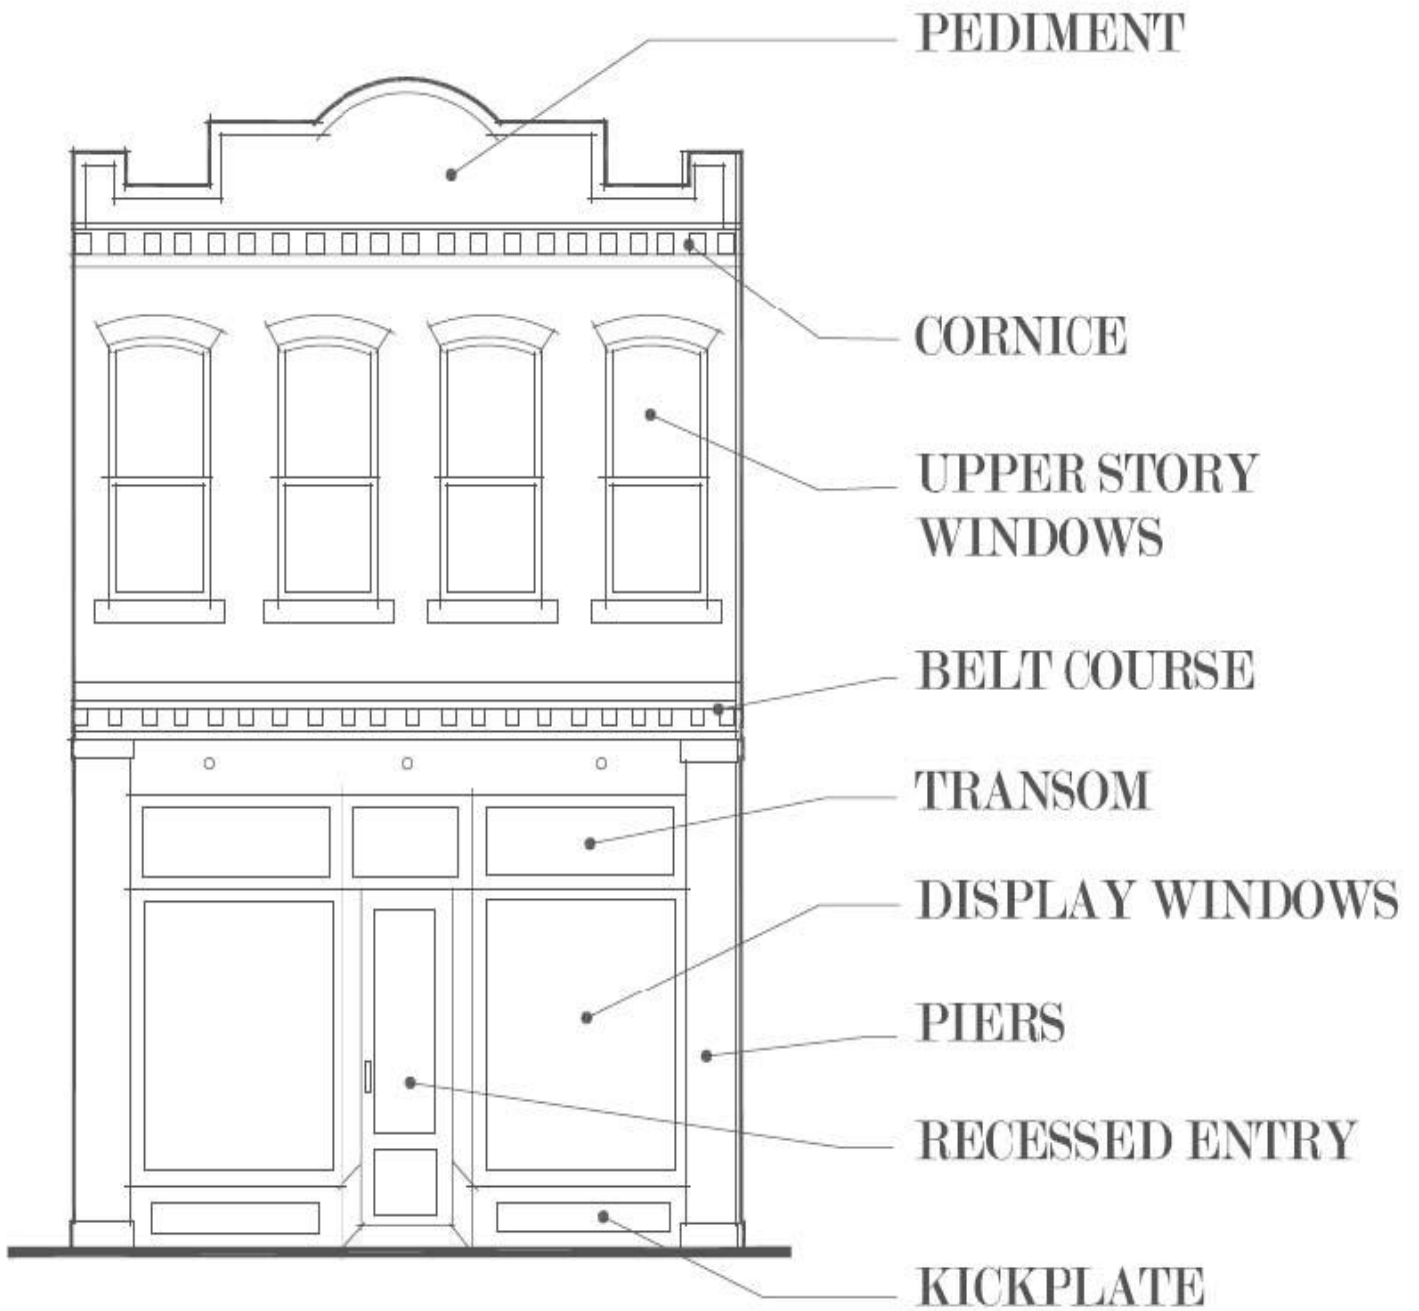 PEDIMENT
CORNICE
UPPER STORY
WINDOWS
BELT COURSE
TRANSOM
DISPLAY WINDOWS
PIERS
RECESSED ENTRY
KICKPLATE